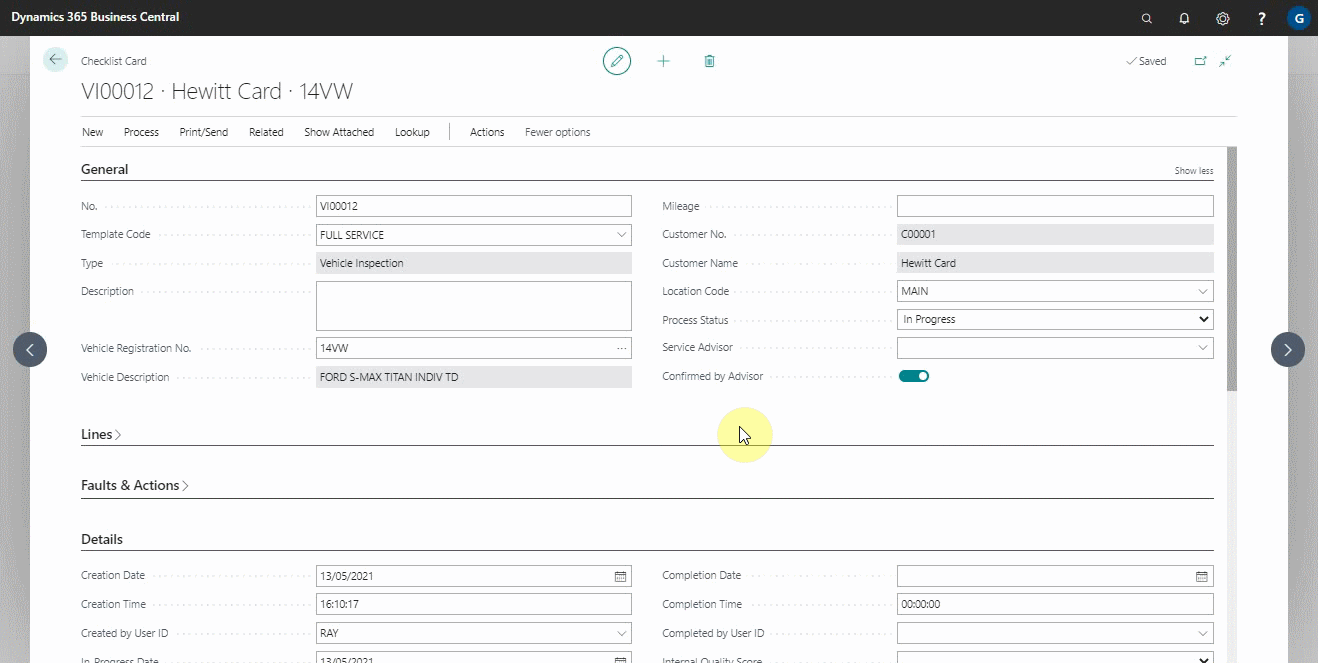 Dynamics 365 Business Central
?
G
Checklist Card
Saved
VI00012 · Hewitt Card · 14VW
New Process Print/Send Related Show Attached Lookup Actions Fewer options
General Show less
No. VI00012 Mileage
Template Code FULL SERVICE Customer No. C00001
Type Vehicle Inspection Customer Name Hewitt Card
Description Location Code MAIN
Process Status In Progress
Vehicle Registration No. 14VW Service Advisor
Vehicle Description FORD S-MAX TITAN INDIV TD Confirmed by Advisor
Lines
Faults & Actions
Details
Creation Date 13/05/2021 Completion Date
Creation Time 16:10:17 Completion Time 00:00:00
Created by User ID RAY Completed by User ID
In-Progress Date 13/05/2021 Internal Quality Score